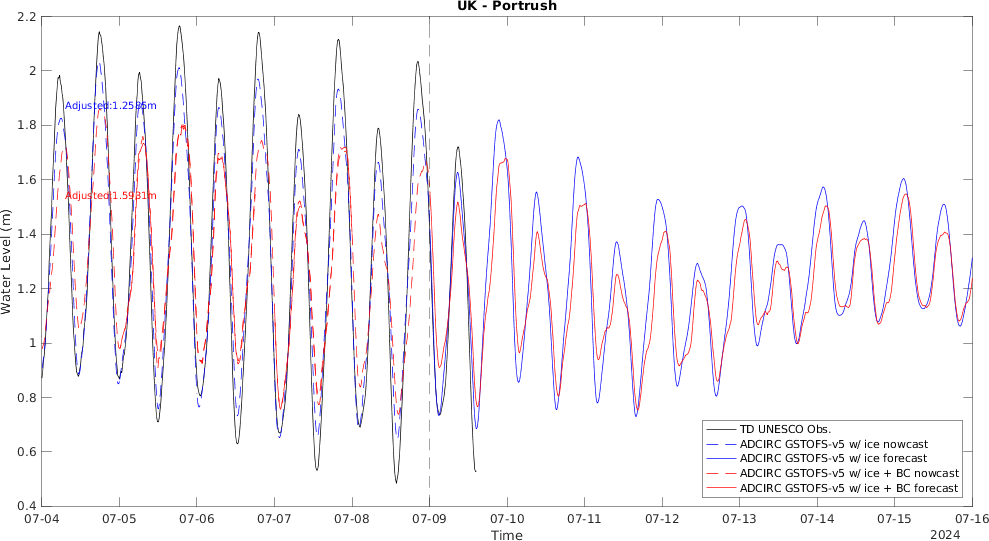 UK - Portrush
Water Level (m)
2.2
2
1.8
1.6
1.4
1.2
1
0.8
0.6
0.4
Adjusted:1.2585m
Adjusted:1.5931m
TD UNESCO Obs.
ADCIRC GSTOFS-v5 w/ ice nowcast
ADCIRC GSTOFS-v5 w/ ice forecast
ADCIRC GSTOFS-v5 w/ ice + BC nowcast
ADCIRC GSTOFS-v5 w/ ice + BC forecast
07-04 07-05 07-06 07-07 07-08 07-09 07-10 07-11 07-12 07-13 07-14 07-15 07-16
Time
2024